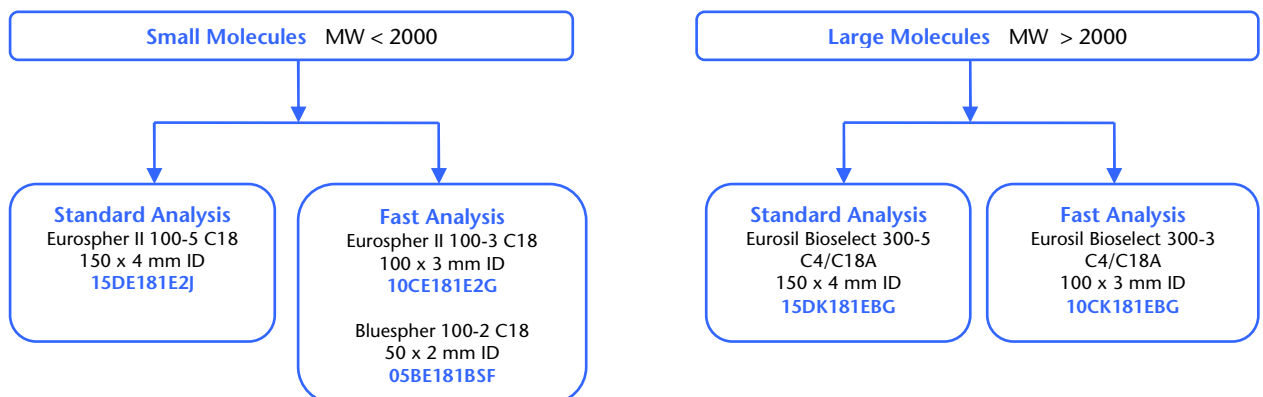 Small Molecules MW < 2000
Standard Analysis
Eurospher II 100-5 C18
150 x 4 mm ID
15DE181E2J
Fast Analysis
Eurospher II 100-3 C18
100 x 3 mm ID
10CE181E2G
Bluespher 100-2 C18
50 x 2 mm ID
05BE181BSF
Large Molecules MW > 2000
Standard Analysis
Eurosil Bioselect 300-5
C4/C18A
150 x 4 mm ID
15DK181EBG
Fast Analysis
Eurosil Bioselect 300-3
C4/C18A
100 x 3 mm ID
10CK181EBG